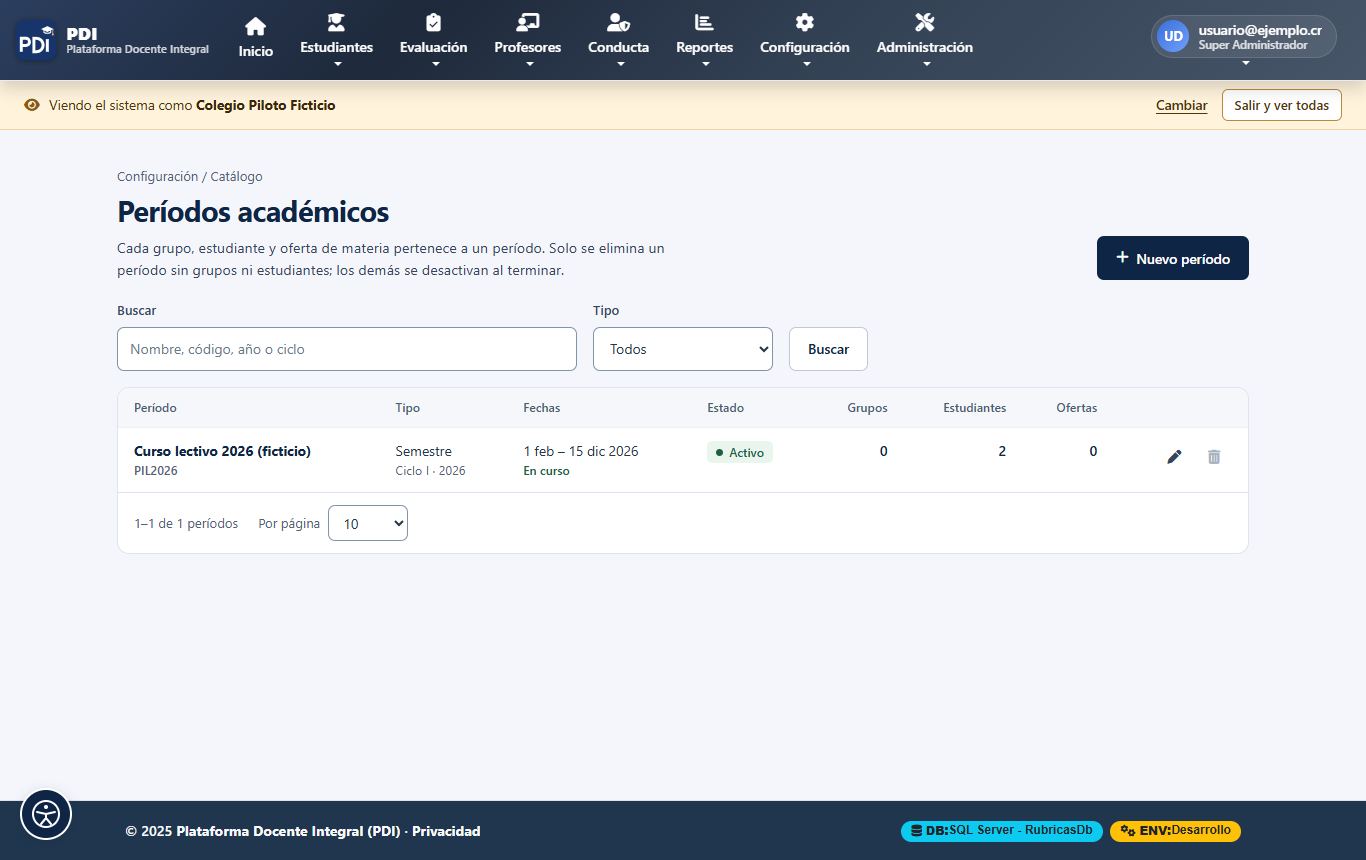 PDI
PDI
Plataforma Docente Integral
Inicio
Estudiantes
Evaluación
Profesores
Conducta
Reportes
Configuración
Administración
UD
usuario@ejemplo.cr
Super Administrador
Viendo el sistema como Colegio Piloto Ficticio
Cambiar
Salir y ver todas
Configuración / Catálogo
Períodos académicos
Cada grupo, estudiante y oferta de materia pertenece a un período. Solo se elimina un
período sin grupos ni estudiantes; los demás se desactivan al terminar.
+ Nuevo período
Buscar
Tipo
Nombre, código, año o ciclo
Todos
Buscar
Período Tipo Fechas Estado Grupos Estudiantes Ofertas
Curso lectivo 2026 (ficticio) Semestre 1 feb – 15 dic 2026 Activo 0 2 0
PIL2026 Ciclo I · 2026 En curso
1–1 de 1 períodos Por página 10
© 2025 Plataforma Docente Integral (PDI) · Privacidad
DB:SQL Server - RubricasDb
ENV:Desarrollo